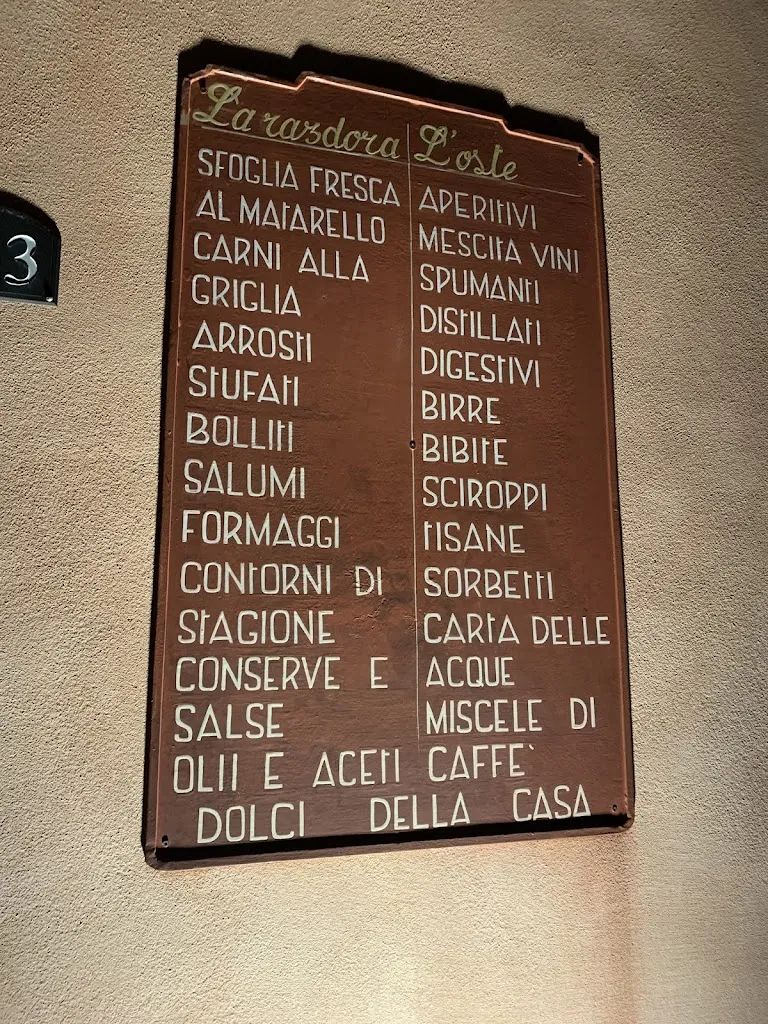 3
La razdora
SFOGLIA FRESCA
AL MATARELLO
CARNI ALLA
GRIGLIA
ARROSTI
STUFATI
BOLLITI
SALUMI
FORMAGGI
CONTORNI DI
STAGIONE
CONSERVE E
SALSE
OLII E ACETI
L'oste
APERITIVI
MESCITA VINI
SPUMANTI
DISTILLATI
DIGESTIVI
BIRRE
BIBITE
SCIROPPI
TISANE
SORBETTI
CARTA DELLE
ACQUE
MISCELE DI
CAFFE`
DOLCI DELLA CASA